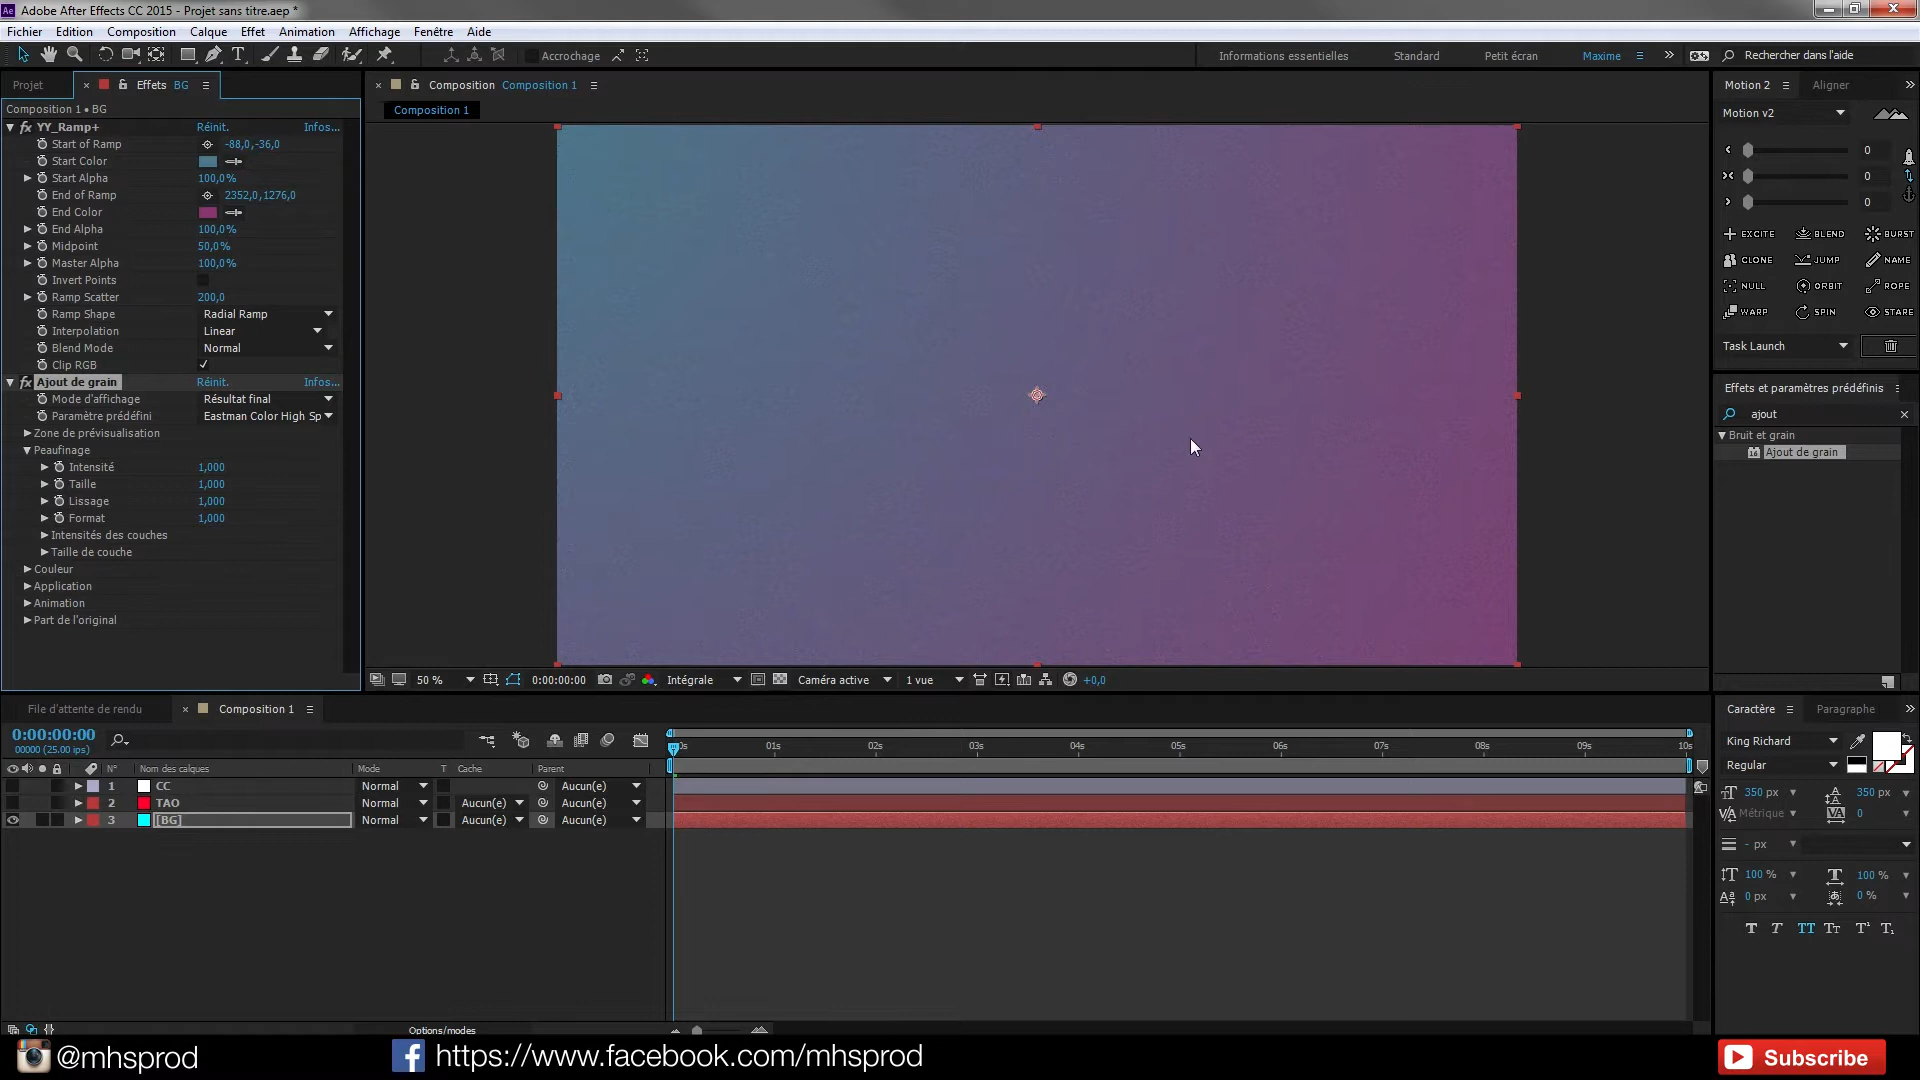 Adobe After Effects CC 2015 - Projet sans titre.aep *
Fichier Edition Composition Calque Effet Animation Affichage Fenêtre Aide
Accrochage
Informations essentielles Standard Petit écran Maxime Rechercher dans l'aide
Projet Effets BG
Composition 1 • BG
YY_Ramp+ Réinit. Infos...
Start of Ramp -88,0,-36,0
Start Color
Start Alpha 100,0%
End of Ramp 2352,0,1276,0
End Color
End Alpha 100,0%
Midpoint 50,0%
Master Alpha 100,0%
Invert Points
Ramp Scatter 200,0
Ramp Shape Radial Ramp
Interpolation Linear
Blend Mode Normal
Clip RGB
Ajout de grain Réinit. Infos...
Mode d'affichage Résultat final
Paramètre prédéfini Eastman Color High Sp
Zone de prévisualisation
Peaufinage
Intensité 1,000
Taille 1,000
Lissage 1,000
Format 1,000
Intensités des couches
Taille de couche
Couleur
Application
Animation
Part de l'original
Composition Composition 1
Composition 1
50 % 0:00:00:00 Intégrale Caméra active 1 vue +0,0
Motion 2 Aligner
Motion v2
0
0
0
EXCITE BLEND BURST
CLONE JUMP NAME
NULL ORBIT ROPE
WARP SPIN STARE
Task Launch
Effets et paramètres prédéfinis
ajout
Bruit et grain
Ajout de grain
File d'attente de rendu Composition 1
0:00:00:00
00000 (25.00 ips)
01s 02s 03s 04s 05s 06s 07s 08s 09s 10s
N° Nom des calques Mode T Cache Parent
1 CC Normal Aucun(e)
2 TAO Normal Aucun(e) Aucun(e)
3 [BG] Normal Aucun(e) Aucun(e)
Options/modes
Caractère Paragraphe
King Richard
Regular
350 px 350 px
Métrique 0
- px
100 % 100 %
0 px 0 %
@mhsprod https://www.facebook.com/mhsprod Subscribe